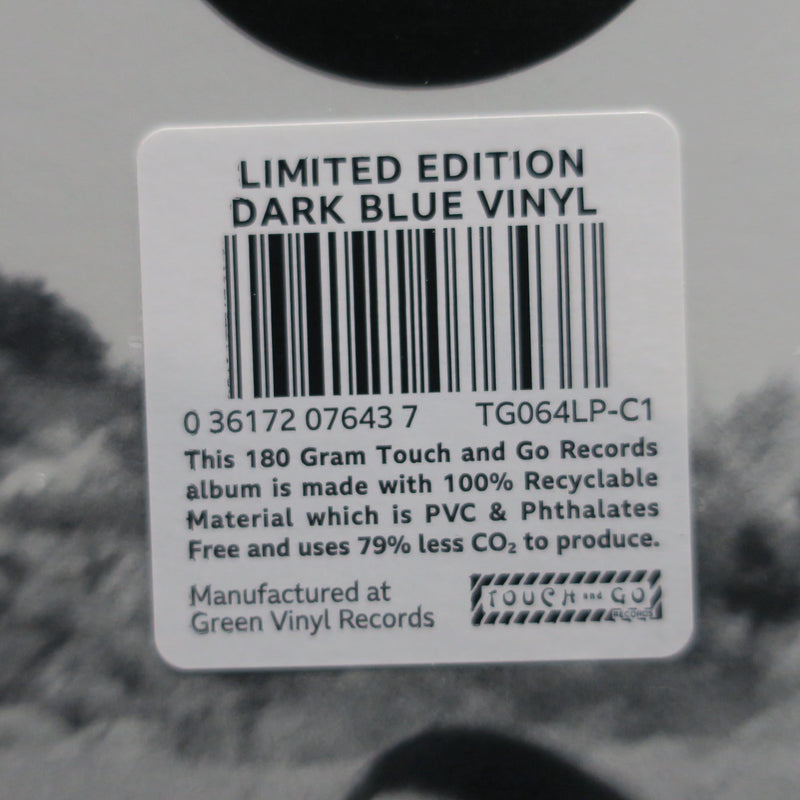 LIMITED EDITION
DARK BLUE VINYL
0 36172 07643 7 TG064LP-C1
This 180 Gram Touch and Go Records
album is made with 100% Recyclable
Material which is PVC & Phthalates
Free and uses 79% less CO₂ to produce.
Manufactured at
Green Vinyl Records
TOUCH and GO
RECORDS